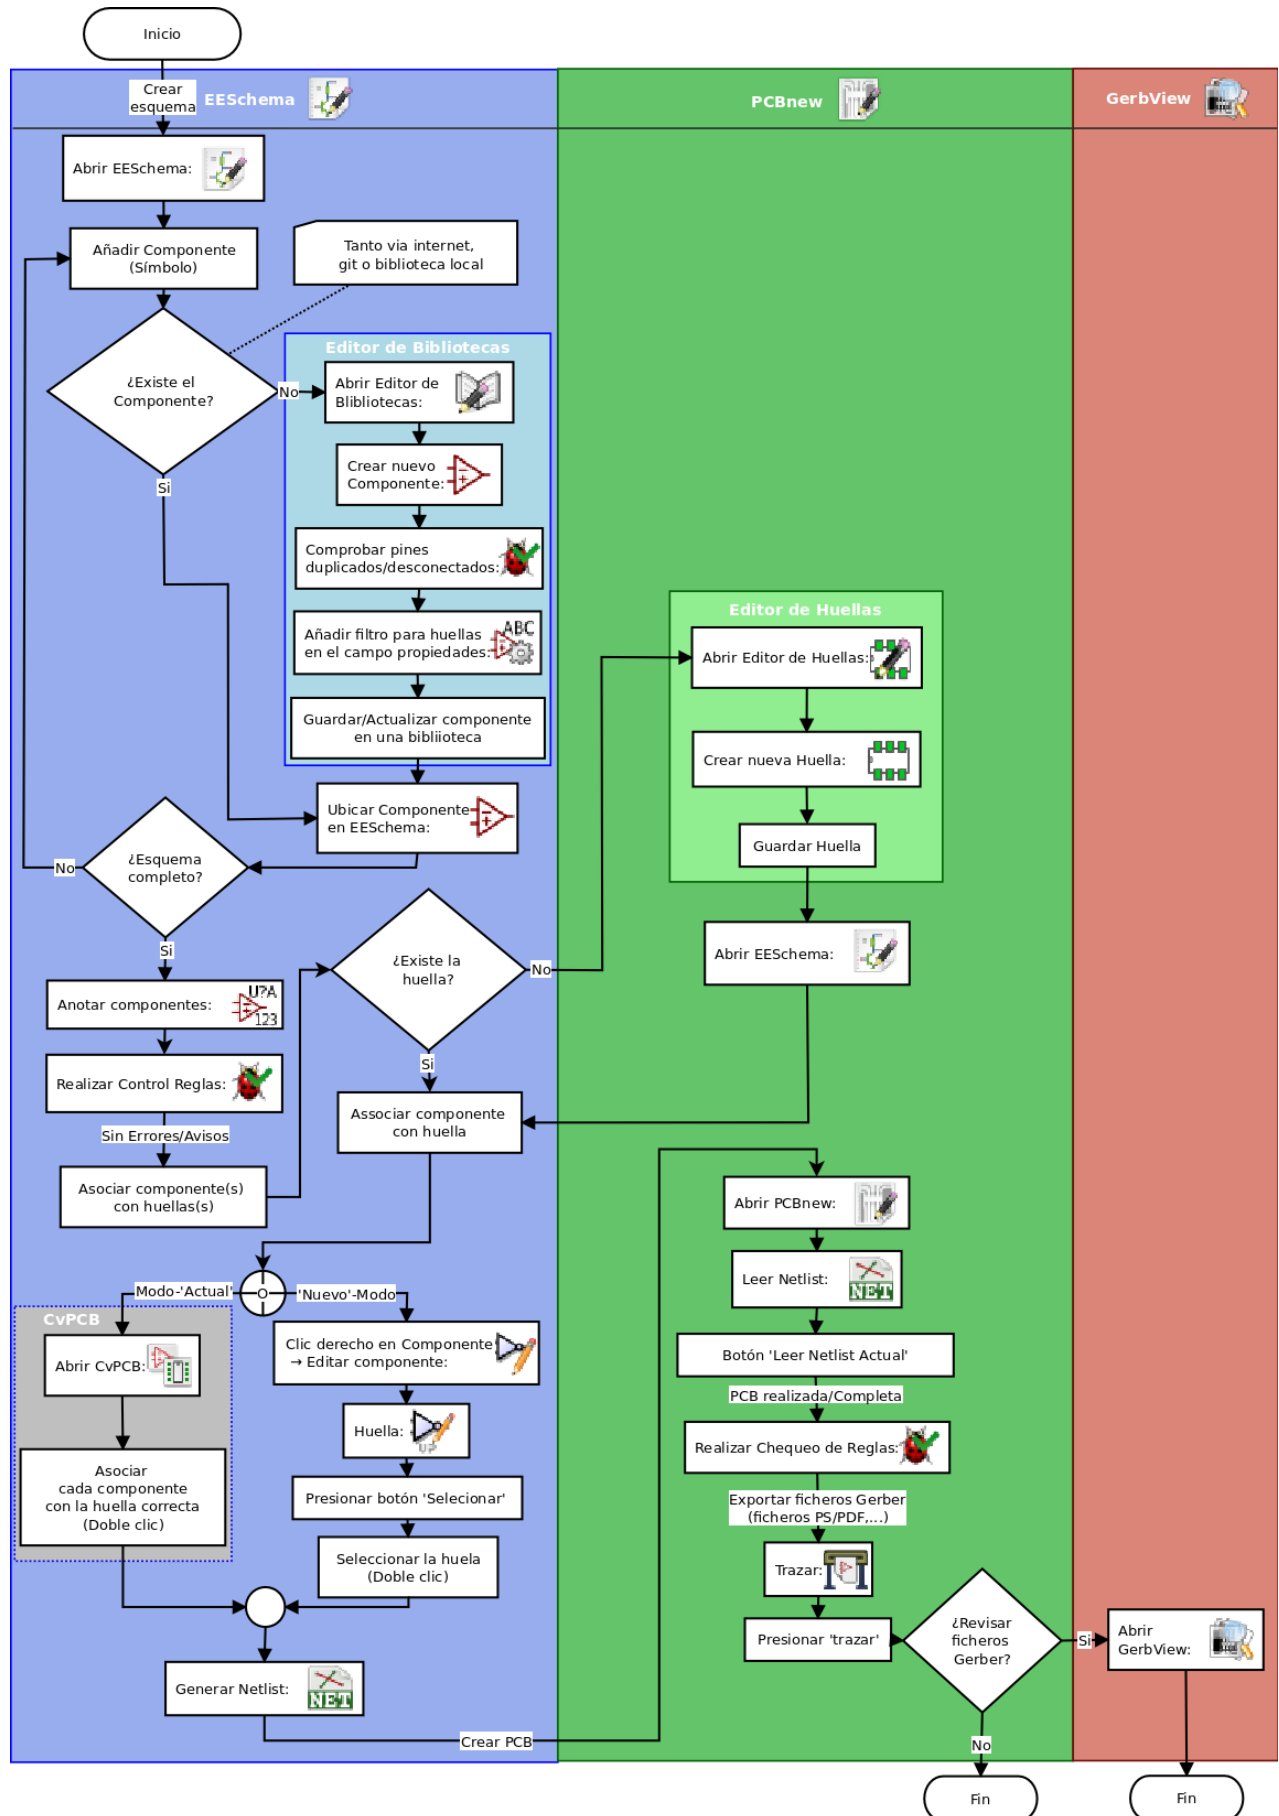 Inicio
Crear
esquema
EESchema
PCBnew
GerbView
Abrir EESchema:
Añadir Componente
(Símbolo)
Tanto via internet,
git o biblioteca local
¿Existe el
Componente?
No
Si
Editor de Bibliotecas
Abrir Editor de
Blibliotecas:
Crear nuevo
Componente:
Comprobar pines
duplicados/desconectados:
Añadir filtro para huellas
en el campo propiedades:
ABC
Guardar/Actualizar componente
en una bibliioteca
Ubicar Componente
en EESchema:
¿Esquema
completo?
No
Si
Anotar componentes:
U?A
123
Realizar Control Reglas:
Sin Errores/Avisos
Asociar componente(s)
con huellas(s)
¿Existe la
huella?
No
Si
Editor de Huellas
Abrir Editor de Huellas:
Crear nueva Huella:
Guardar Huella
Abrir EESchema:
Associar componente
con huella
O
Modo-'Actual'
'Nuevo'-Modo
CvPCB
Abrir CvPCB:
Asociar
cada componente
con la huella correcta
(Doble clic)
Clic derecho en Componente
→ Editar componente:
Huella:
Presionar botón 'Selecionar'
Seleccionar la huela
(Doble clic)
Generar Netlist:
NET
Crear PCB
Abrir PCBnew:
Leer Netlist:
NET
Botón 'Leer Netlist Actual'
PCB realizada/Completa
Realizar Chequeo de Reglas:
Exportar ficheros Gerber
(ficheros PS/PDF,...)
Trazar:
Presionar 'trazar'
¿Revisar
ficheros
Gerber?
Si
No
Abrir
GerbView:
Fin
Fin